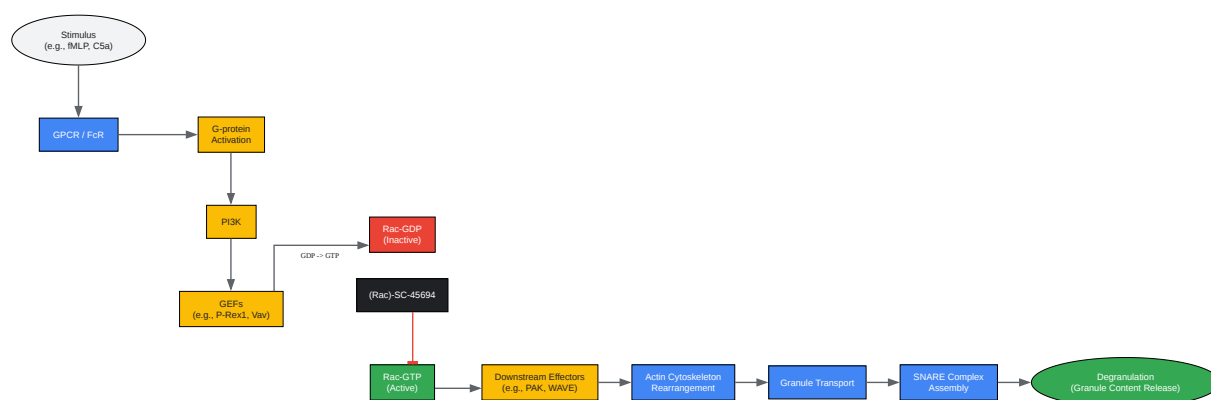 Stimulus
(e.g., fMLP, C5a)
GPCR / FcR
G-protein
Activation
PI3K
GEFs
(e.g., P-Rex1, Vav)
GDP -> GTP
Rac-GDP
(Inactive)
(Rac)-SC-45694
Rac-GTP
(Active)
Downstream Effectors
(e.g., PAK, WAVE)
Actin Cytoskeleton
Rearrangement
Granule Transport
SNARE Complex
Assembly
Degranulation
(Granule Content Release)